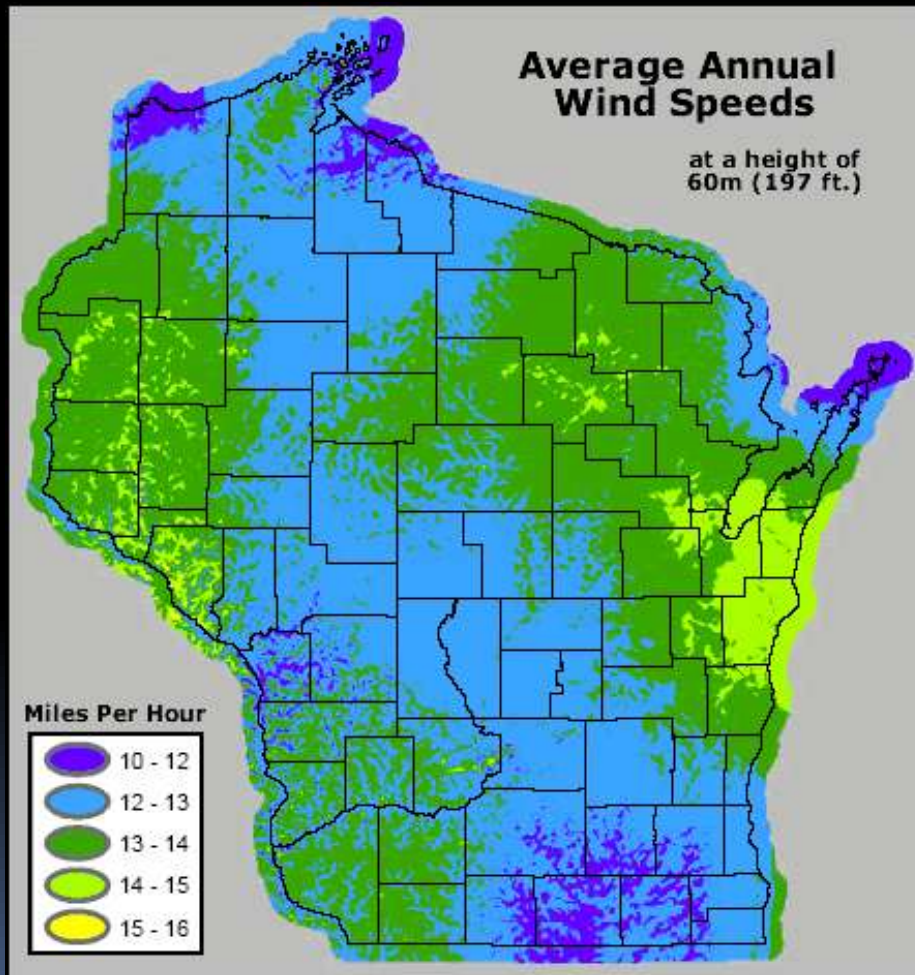 Average Annual
Wind Speeds
at a height of
60m (197 ft.)
Miles Per Hour
10 - 12
12 - 13
13 - 14
14 - 15
15 - 16